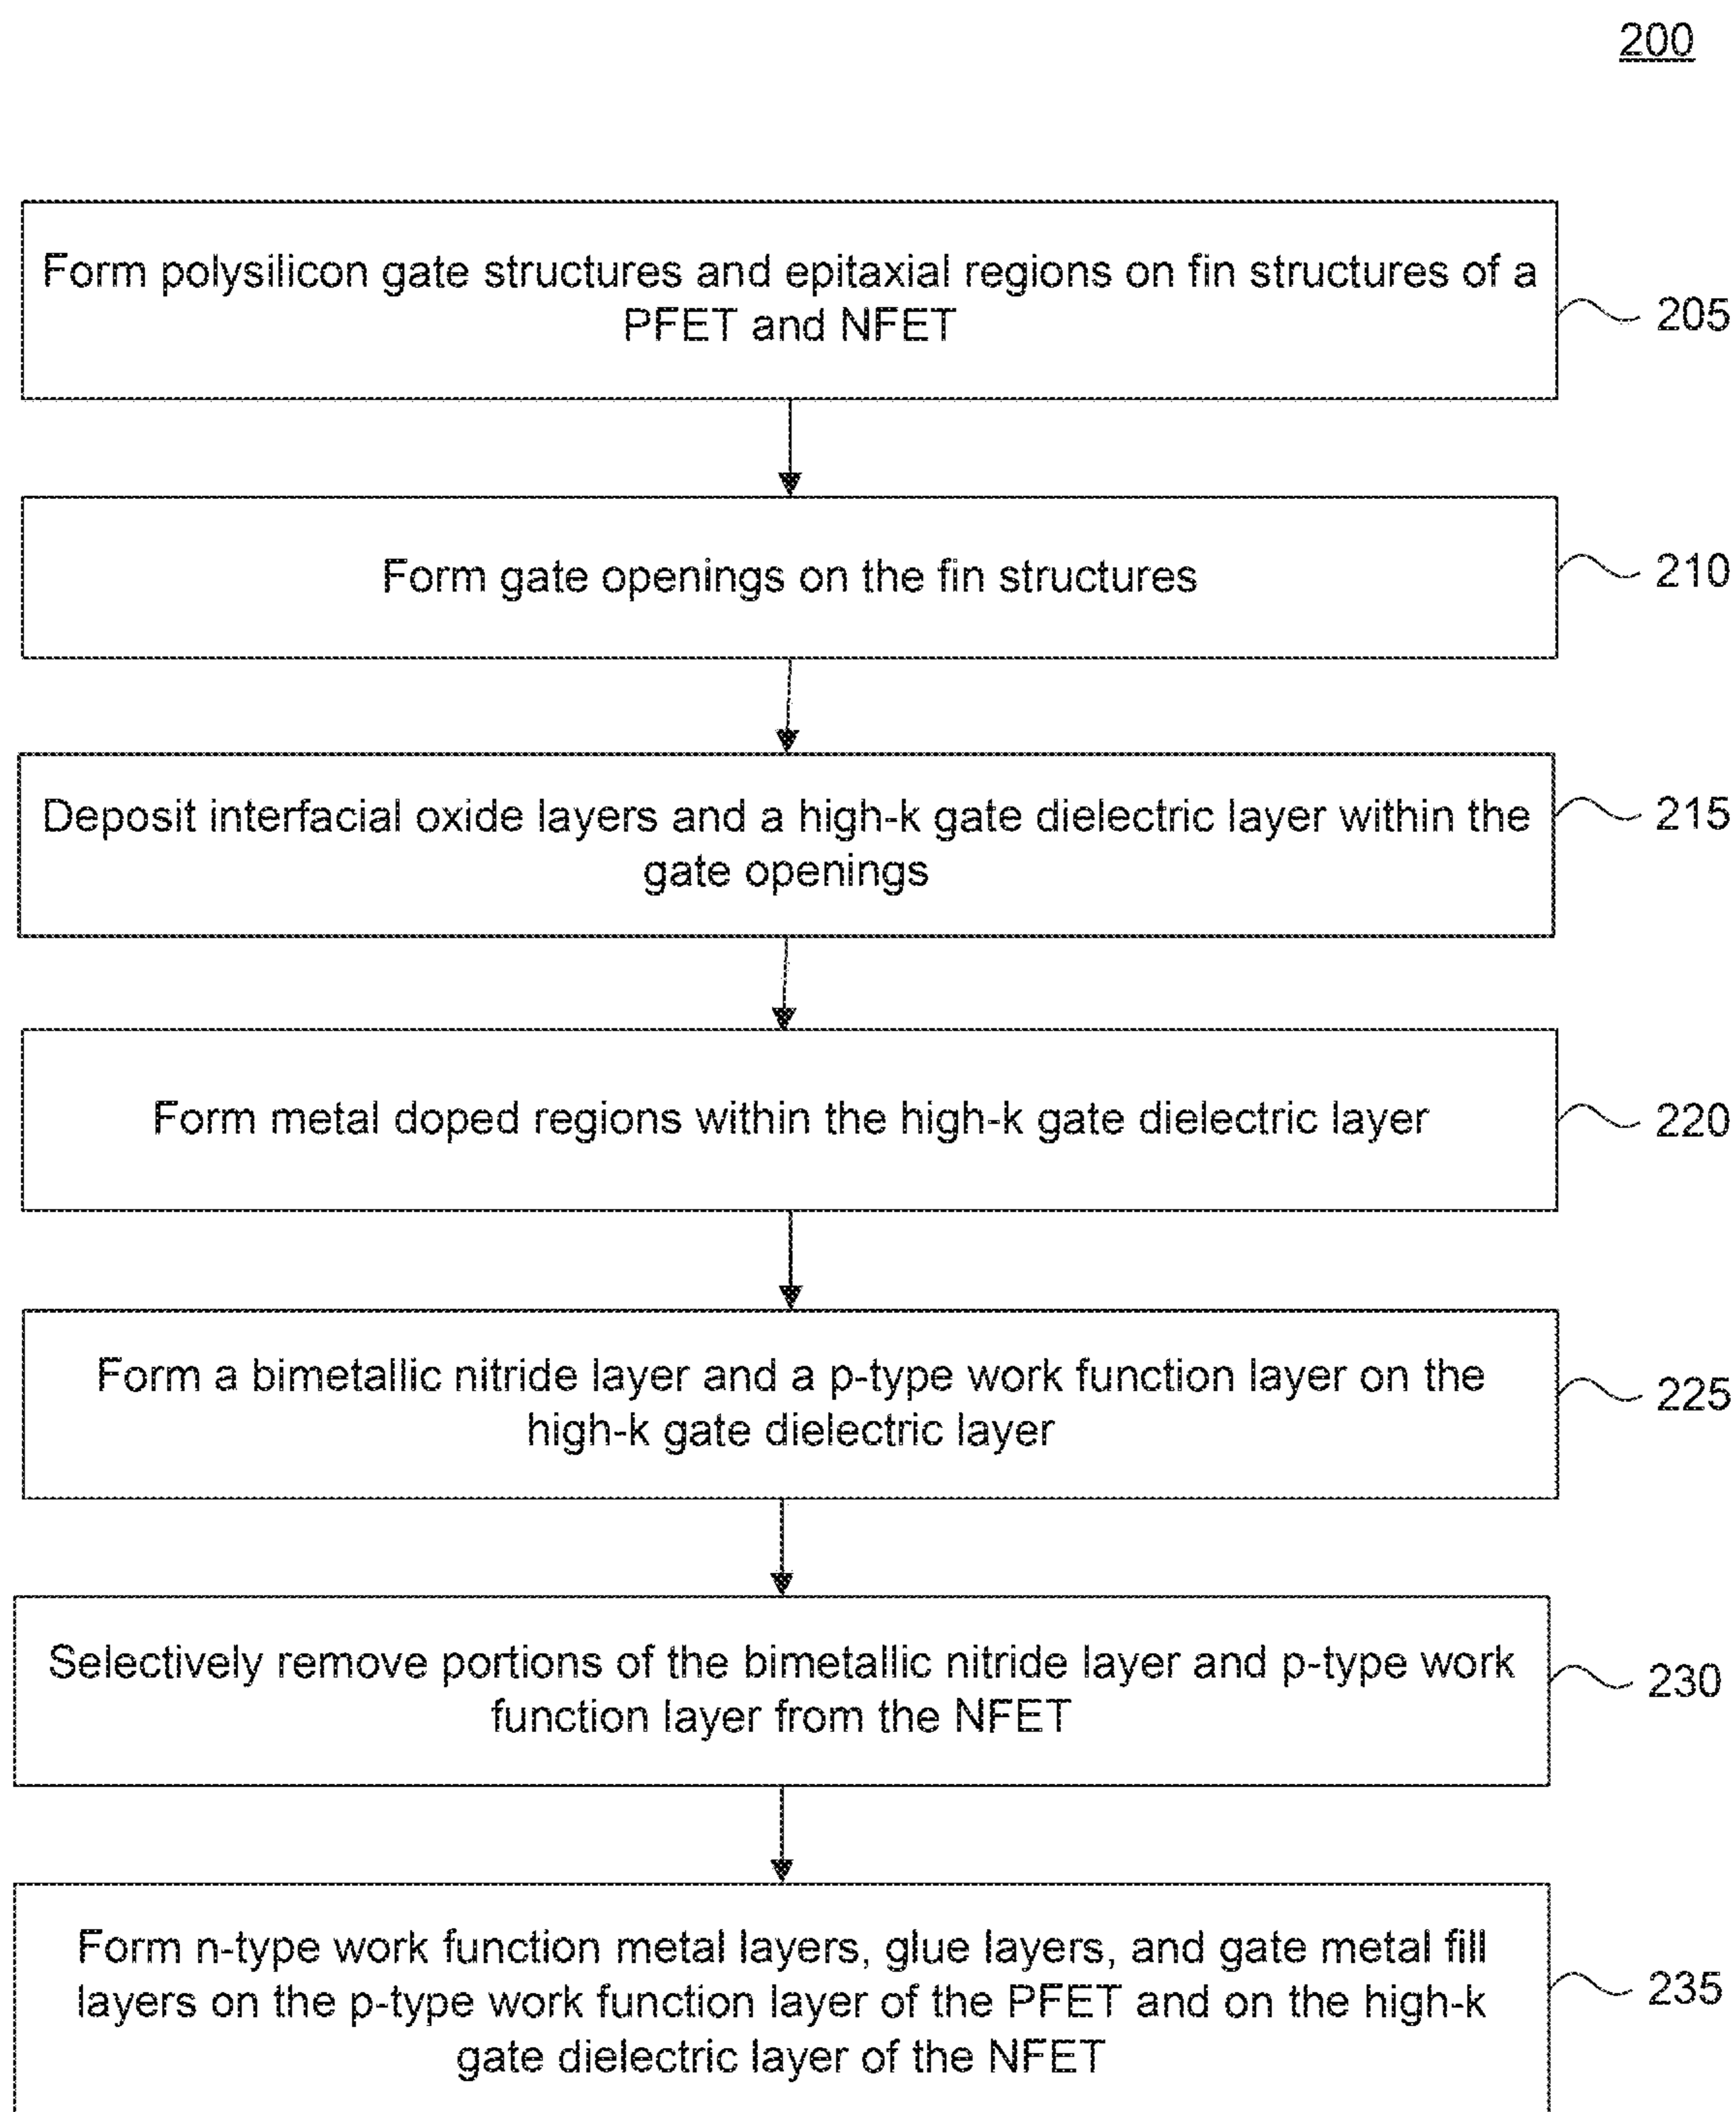 200
Form polysilicon gate structures and epitaxial regions on fin structures of a
PFET and NFET
205
Form gate openings on the fin structures
210
Deposit interfacial oxide layers and a high-k gate dielectric layer within the
gate openings
215
Form metal doped regions within the high-k gate dielectric layer
220
Form a bimetallic nitride layer and a p-type work function layer on the
high-k gate dielectric layer
225
Selectively remove portions of the bimetallic nitride layer and p-type work
function layer from the NFET
230
Form n-type work function metal layers, glue layers, and gate metal fill
layers on the p-type work function layer of the PFET and on the high-k
gate dielectric layer of the NFET
235